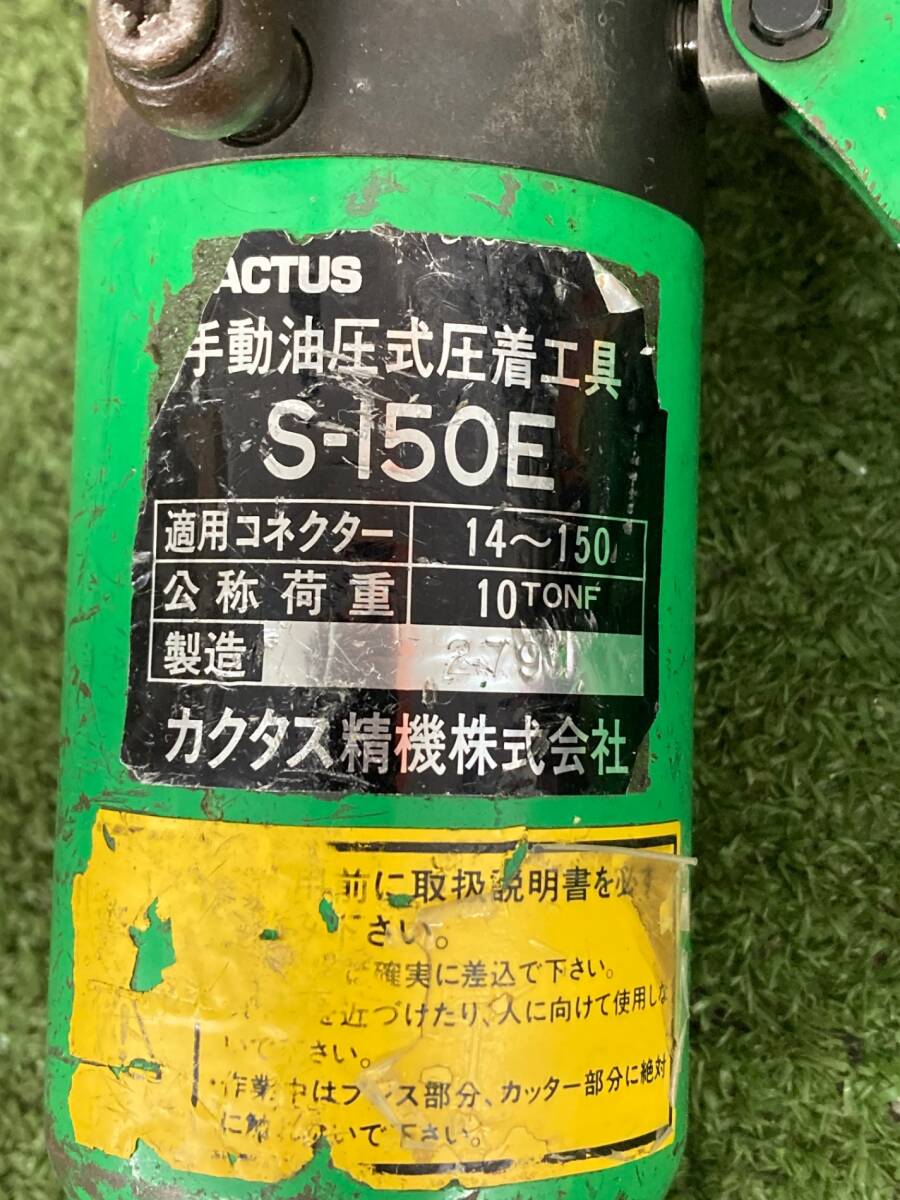 ACTUS
手動油圧式圧着工具
S-150E
適用コネクター 14～150
公称荷重 10TONF
製造 2791
カクタス精機株式会社
前に取扱説明書を必ず
さい。
確実に差込で下さい。
を近づけたり、人に向けて使用しな
いで さい。
・作業中はプレス部分、カッター部分に絶対
に触れないで下さい。